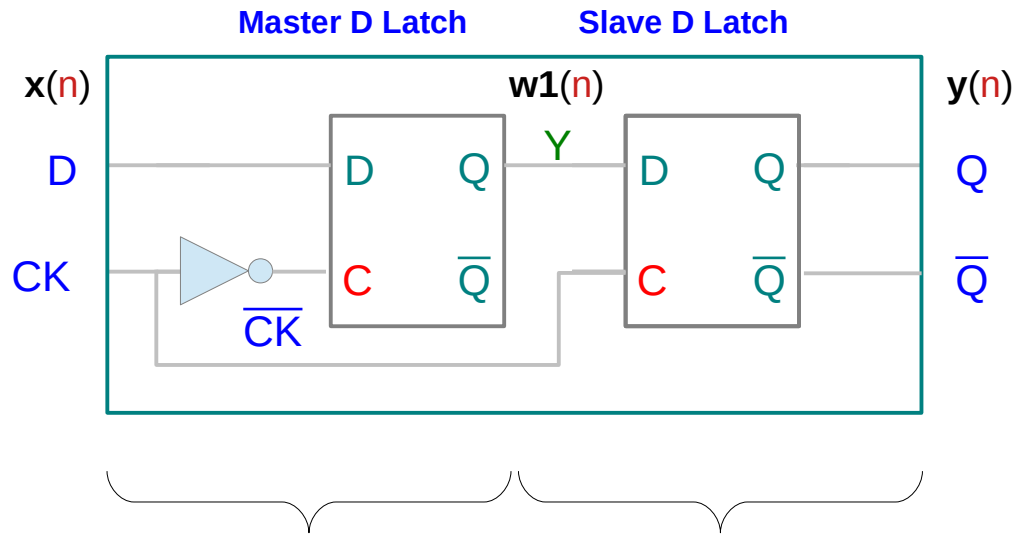 Master D Latch Slave D Latch
x(n) w1(n) y(n)
D D Q Y D Q Q
CK C Q̅ C Q̅ Q̅
C̅K̅